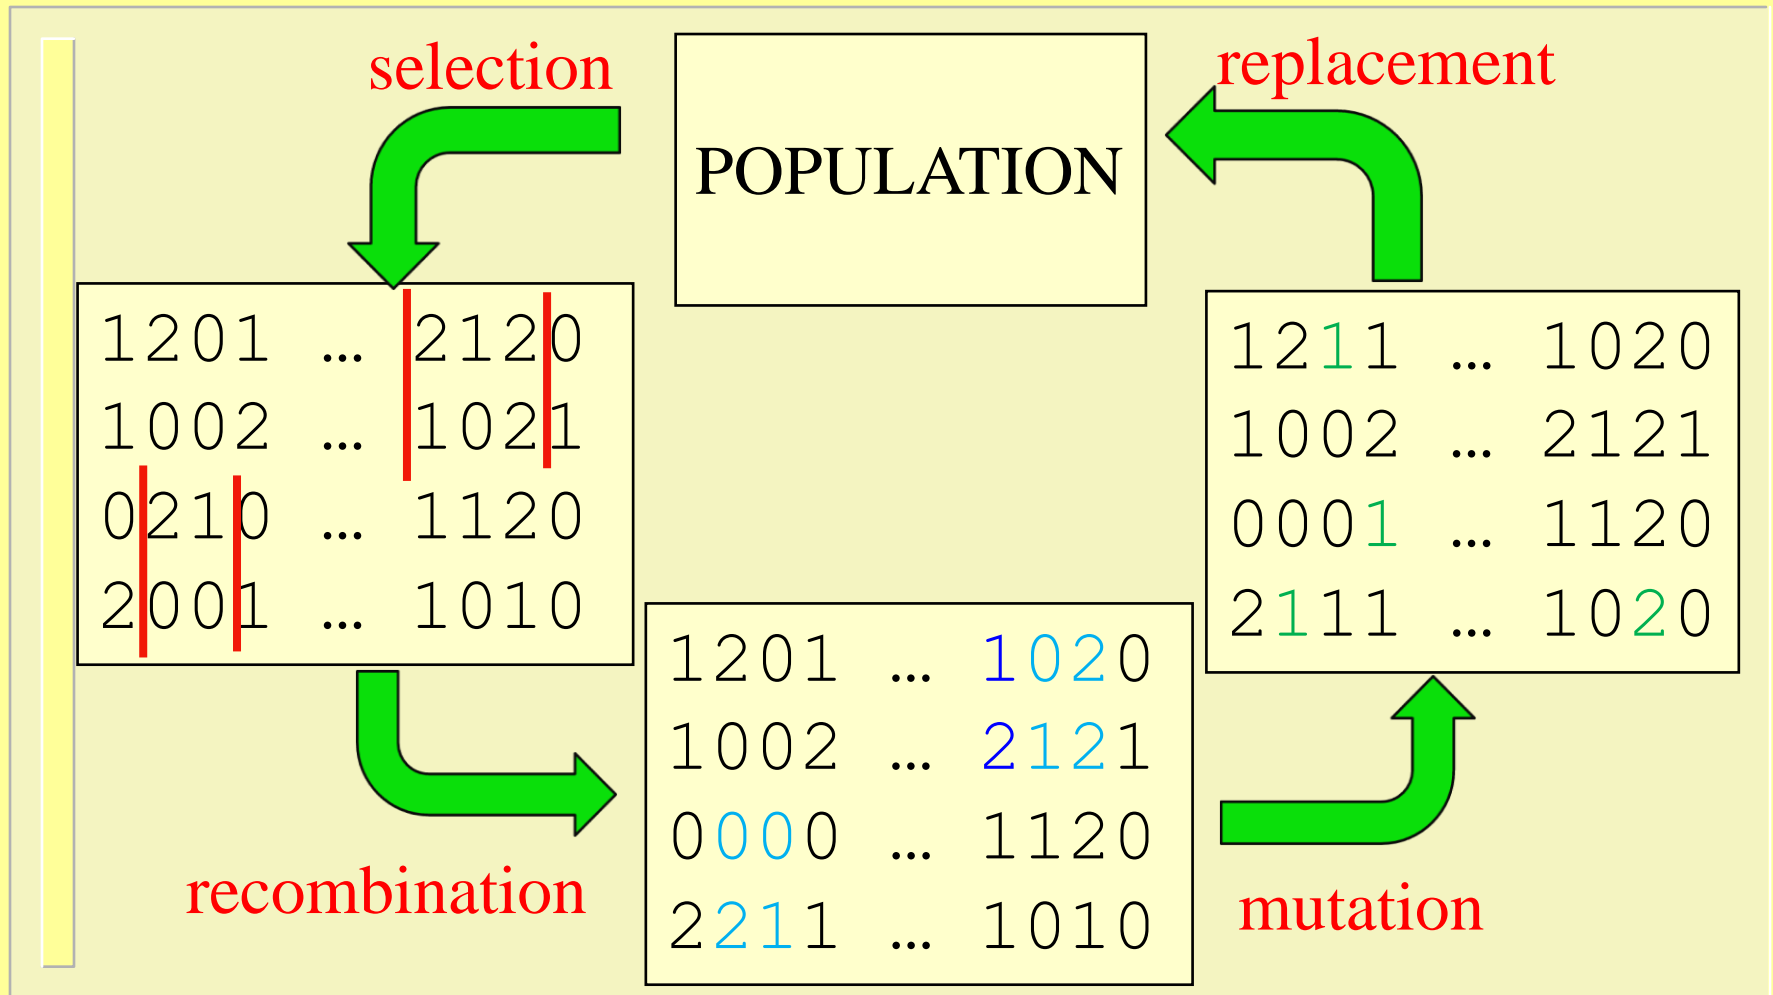 selection
POPULATION
replacement
1201 … 2120
1002 … 1021
0210 … 1120
2001 … 1010
recombination
1201 … 1020
1002 … 2121
0000 … 1120
2211 … 1010
mutation
1211 … 1020
1002 … 2121
0001 … 1120
2111 … 1020